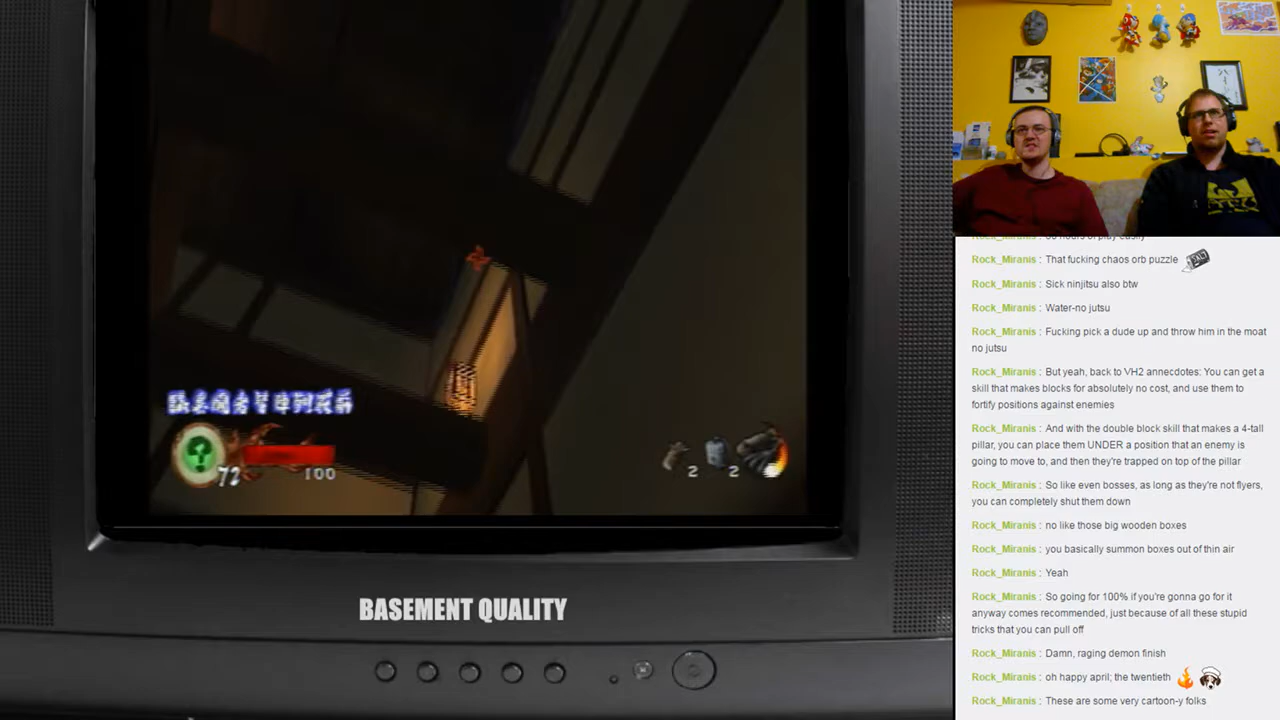 72
100
2
2
BASEMENT QUALITY
Rock_Miranis : That fucking chaos orb puzzle
Rock_Miranis : Sick ninjitsu also btw
Rock_Miranis : Water-no jutsu
Rock_Miranis : Fucking pick a dude up and throw him in the moat
no jutsu
Rock_Miranis : But yeah, back to VH2 annecdotes: You can get a
skill that makes blocks for absolutely no cost, and use them to
fortify positions against enemies
Rock_Miranis : And with the double block skill that makes a 4-tall
pillar, you can place them UNDER a position that an enemy is
going to move to, and then they're trapped on top of the pillar
Rock_Miranis : So like even bosses, as long as they're not flyers,
you can completely shut them down
Rock_Miranis : no like those big wooden boxes
Rock_Miranis : you basically summon boxes out of thin air
Rock_Miranis : Yeah
Rock_Miranis : So going for 100% if you're gonna go for it
anyway comes recommended, just because of all these stupid
tricks that you can pull off
Rock_Miranis : Damn, raging demon finish
Rock_Miranis : oh happy april; the twentieth
Rock_Miranis : These are some very cartoon-y folks